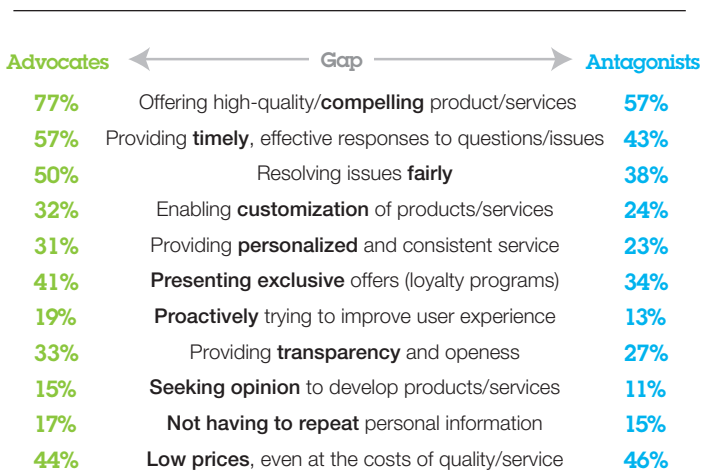 Advocates Gap Antagonists
77% Offering high-quality/compelling product/services 57%
57% Providing timely, effective responses to questions/issues 43%
50% Resolving issues fairly 38%
32% Enabling customization of products/services 24%
31% Providing personalized and consistent service 23%
41% Presenting exclusive offers (loyalty programs) 34%
19% Proactively trying to improve user experience 13%
33% Providing transparency and openess 27%
15% Seeking opinion to develop products/services 11%
17% Not having to repeat personal information 15%
44% Low prices, even at the costs of quality/service 46%